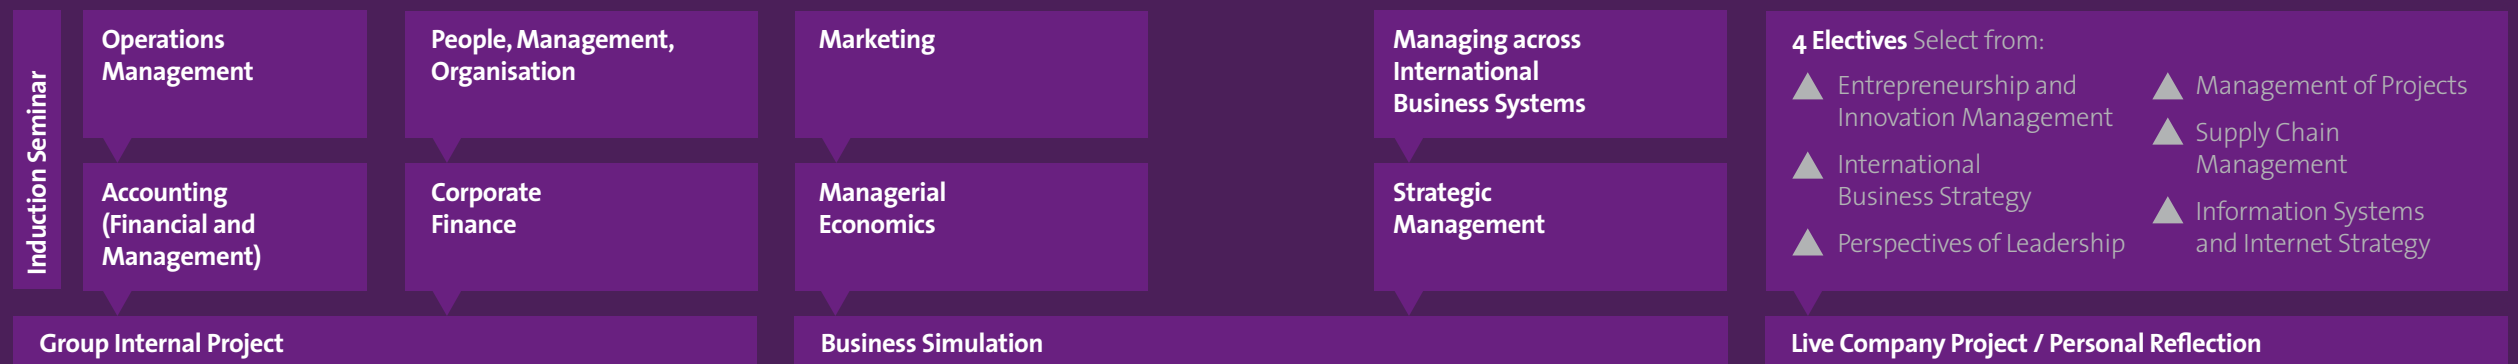 Induction Seminar
Operations
Management
Accounting
(Financial and
Management)
People, Management,
Organisation
Corporate
Finance
Group Internal Project
Marketing
Managerial
Economics
Managing across
International
Business Systems
Strategic
Management
Business Simulation
4 Electives Select from:
Entrepreneurship and
Innovation Management
International
Business Strategy
Perspectives of Leadership
Management of Projects
Supply Chain
Management
Information Systems
and Internet Strategy
Live Company Project / Personal Reflection